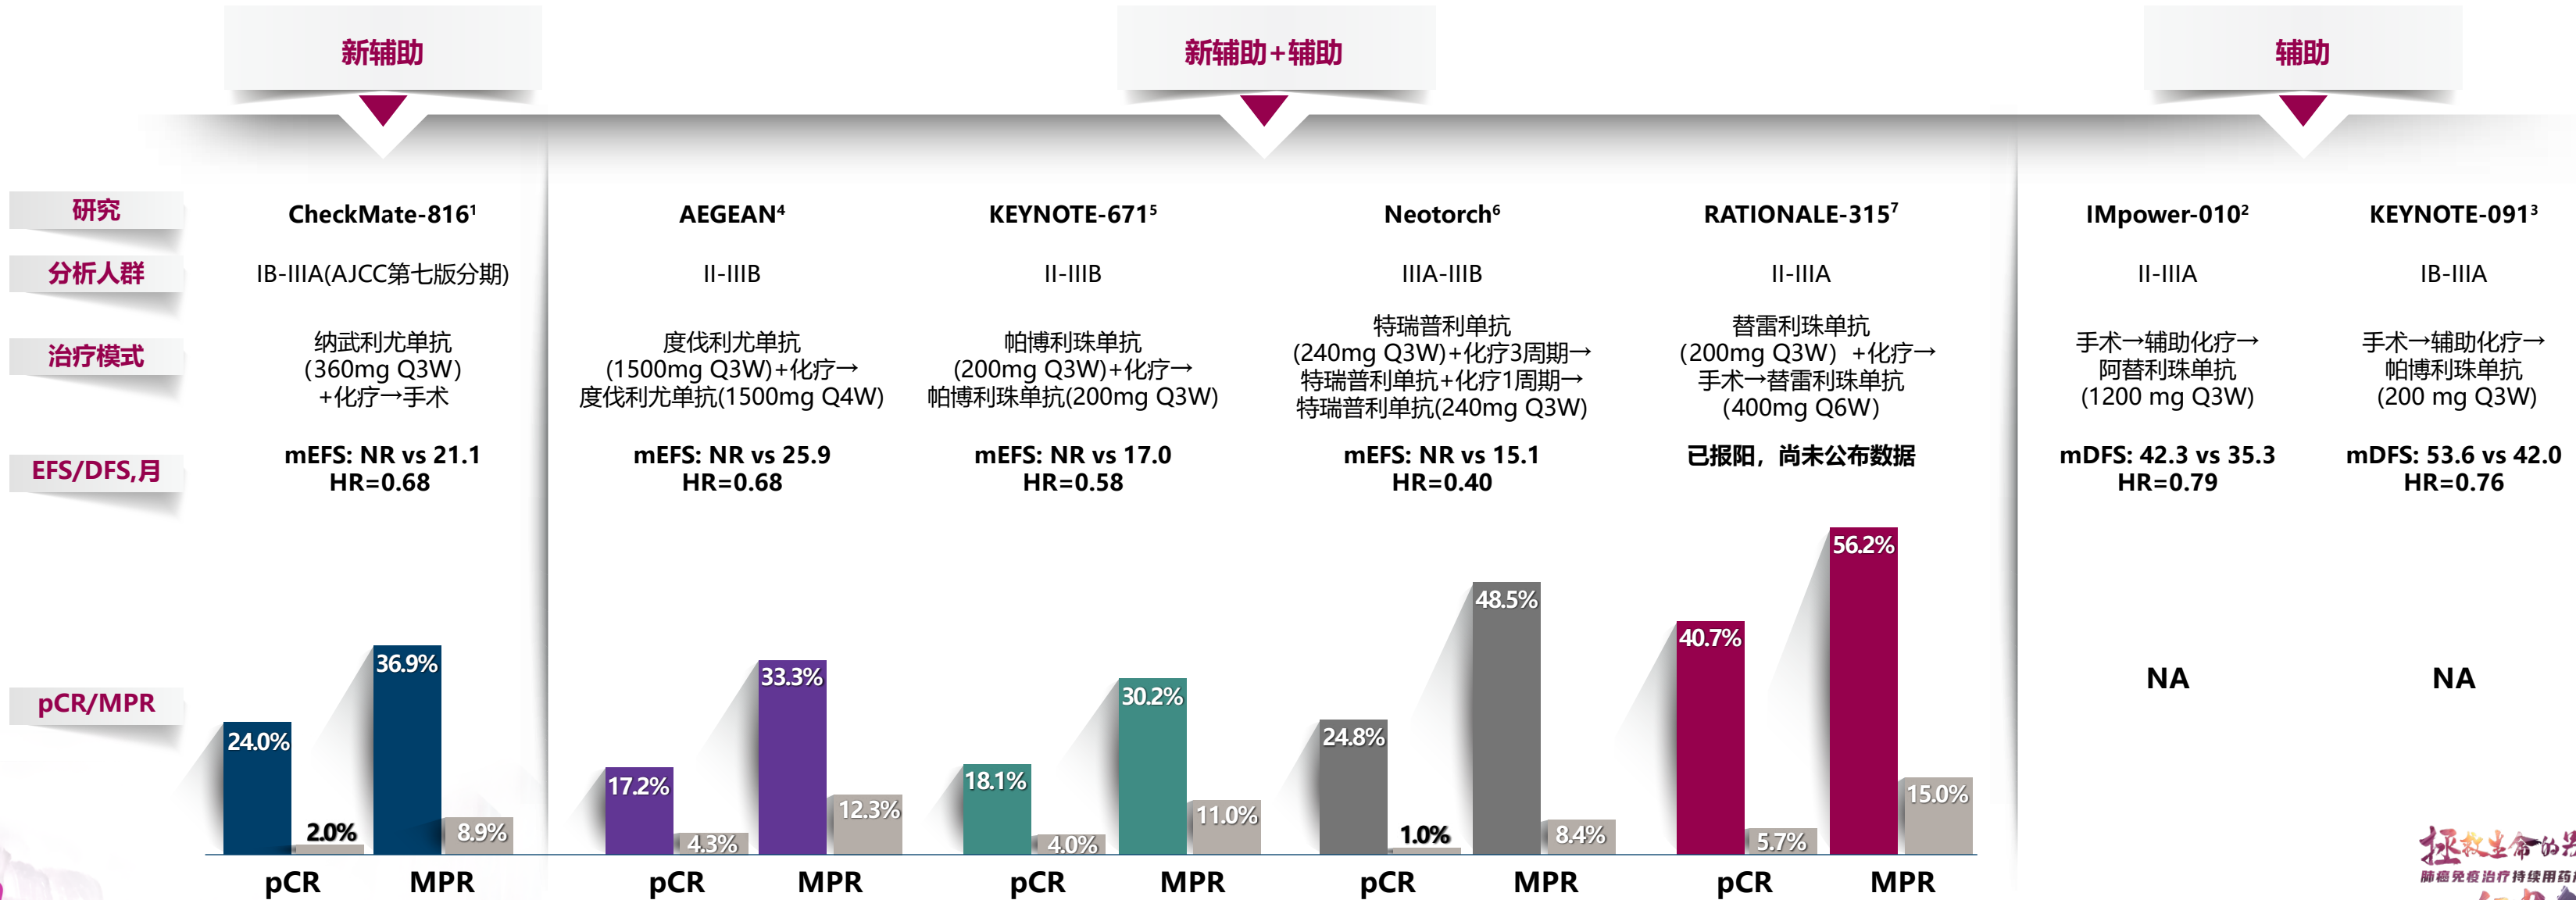 新辅助
新辅助+辅助
辅助
研究
CheckMate-816¹
AEGEAN⁴
KEYNOTE-671⁵
Neotorch⁶
RATIONALE-315⁷
IMpower-010²
KEYNOTE-091³
分析人群
IB-IIIA(AJCC第七版分期)
II-IIIB
II-IIIB
IIIA-IIIB
II-IIIA
II-IIIA
IB-IIIA
治疗模式
纳武利尤单抗
（360mg Q3W）
+化疗→手术
度伐利尤单抗
(1500mg Q3W)+化疗→
度伐利尤单抗(1500mg Q4W)
帕博利珠单抗
(200mg Q3W)+化疗→
帕博利珠单抗(200mg Q3W)
特瑞普利单抗
(240mg Q3W)+化疗3周期→
特瑞普利单抗+化疗1周期→
特瑞普利单抗(240mg Q3W)
替雷利珠单抗
（200mg Q3W）+化疗→
手术→替雷利珠单抗
（400mg Q6W）
手术→辅助化疗→
阿替利珠单抗
(1200 mg Q3W)
手术→辅助化疗→
帕博利珠单抗
(200 mg Q3W)
EFS/DFS,月
mEFS: NR vs 21.1
HR=0.68
mEFS: NR vs 25.9
HR=0.68
mEFS: NR vs 17.0
HR=0.58
mEFS: NR vs 15.1
HR=0.40
已报阳，尚未公布数据
mDFS: 42.3 vs 35.3
HR=0.79
mDFS: 53.6 vs 42.0
HR=0.76
pCR/MPR
24.0%
2.0%
36.9%
8.9%
17.2%
4.3%
33.3%
12.3%
18.1%
4.0%
30.2%
11.0%
24.8%
1.0%
48.5%
8.4%
40.7%
5.7%
56.2%
15.0%
NA
NA
pCR
MPR
pCR
MPR
pCR
MPR
pCR
MPR
pCR
MPR
拯救生命的
肺癌免疫治疗持续用药